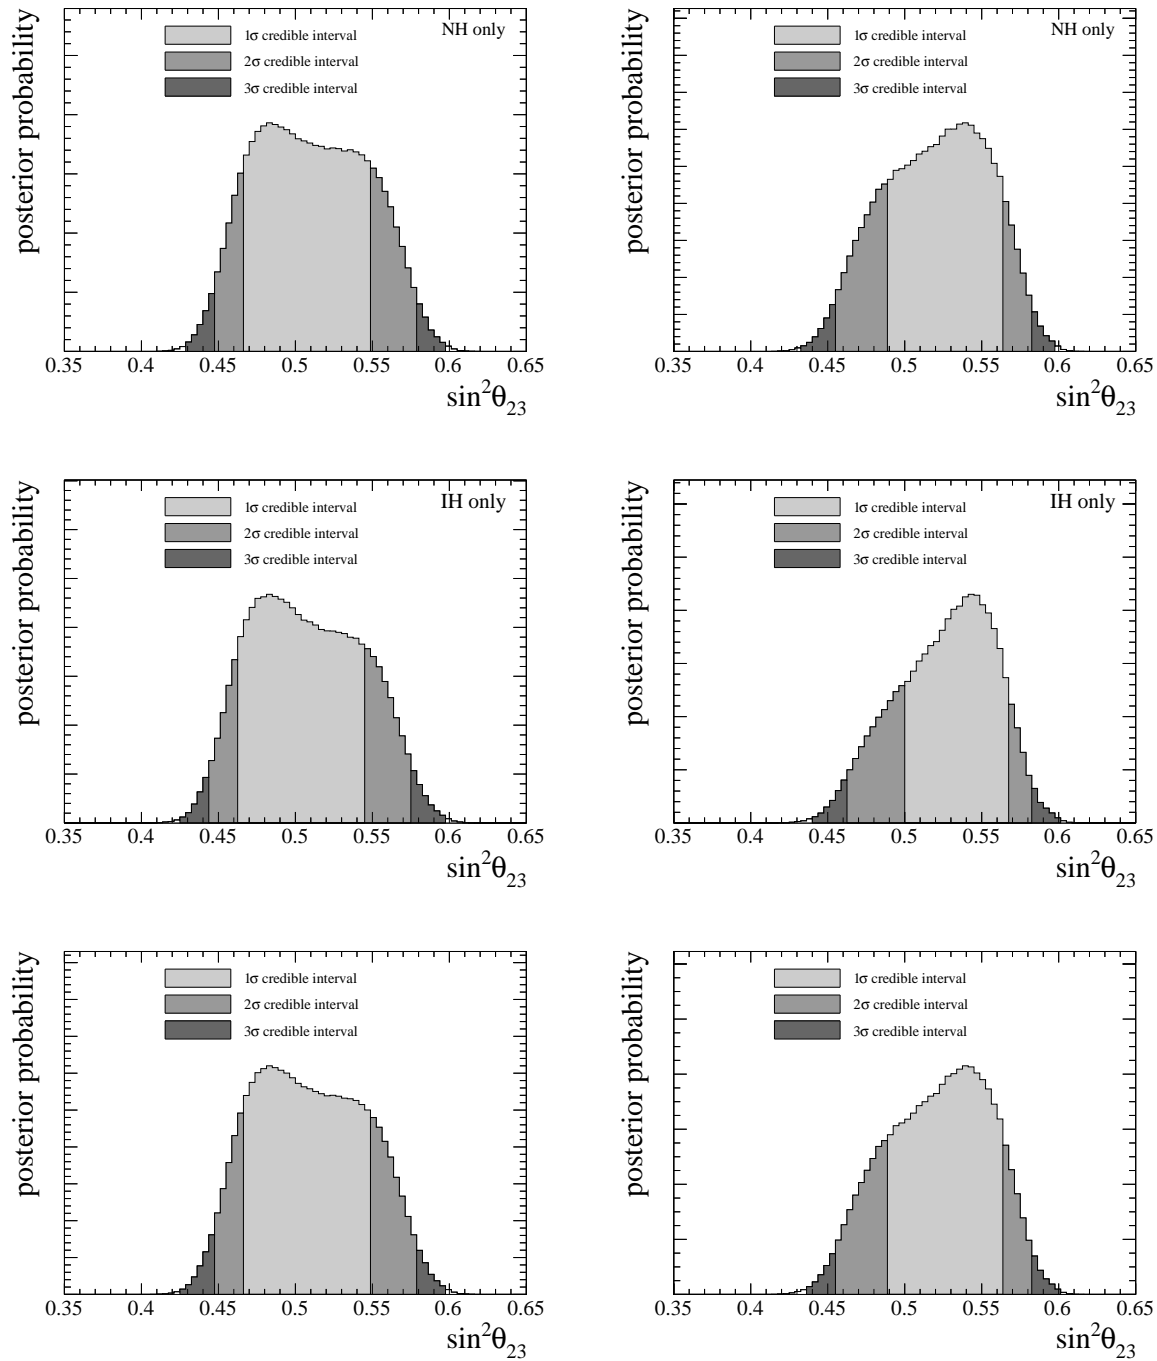 posterior probability
NH only
1σ credible interval
2σ credible interval
3σ credible interval
0.35 0.4 0.45 0.5 0.55 0.6 0.65
sin²θ₂₃
posterior probability
NH only
1σ credible interval
2σ credible interval
3σ credible interval
0.35 0.4 0.45 0.5 0.55 0.6 0.65
sin²θ₂₃
posterior probability
IH only
1σ credible interval
2σ credible interval
3σ credible interval
0.35 0.4 0.45 0.5 0.55 0.6 0.65
sin²θ₂₃
posterior probability
IH only
1σ credible interval
2σ credible interval
3σ credible interval
0.35 0.4 0.45 0.5 0.55 0.6 0.65
sin²θ₂₃
posterior probability
1σ credible interval
2σ credible interval
3σ credible interval
0.35 0.4 0.45 0.5 0.55 0.6 0.65
sin²θ₂₃
posterior probability
1σ credible interval
2σ credible interval
3σ credible interval
0.35 0.4 0.45 0.5 0.55 0.6 0.65
sin²θ₂₃